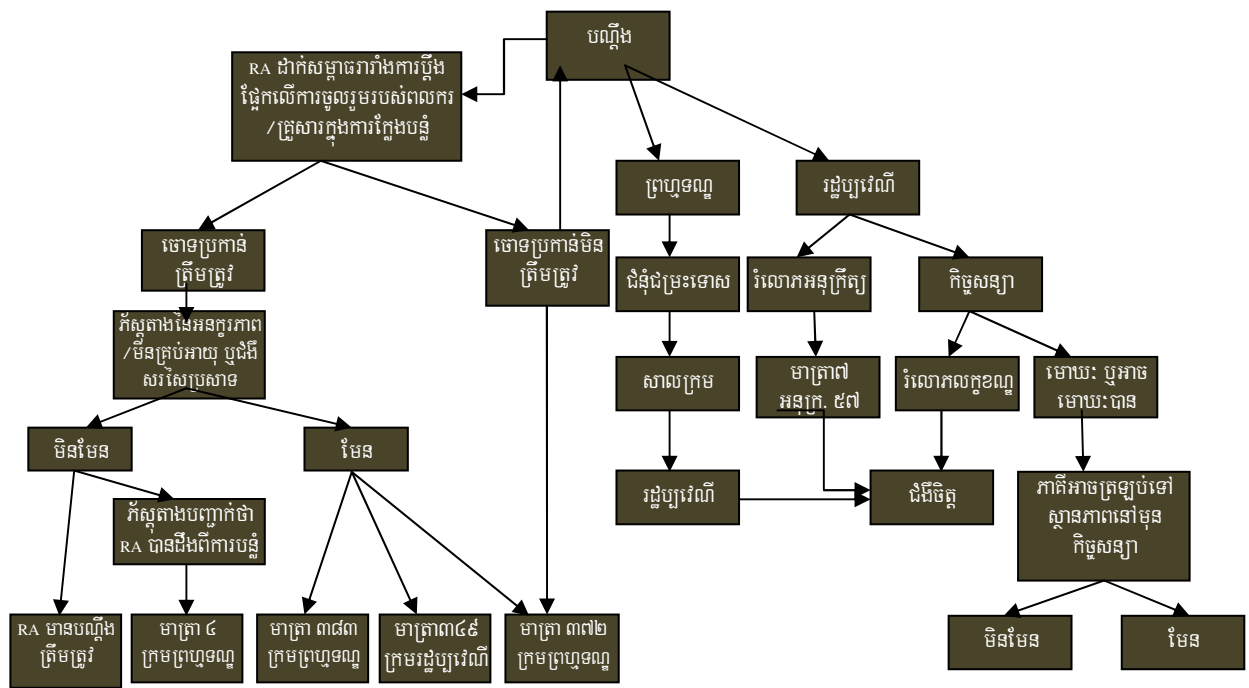 បណ្តឹង
RA ដាក់សម្ពាធរារាំងការប្តឹង
ផ្អែកលើការចូលរួមរបស់ពលករ
/គ្រួសារក្នុងការក្លែងបន្លំ
ព្រហ្មទណ្ឌ
រដ្ឋប្បវេណី
ចោទប្រកាន់
ត្រឹមត្រូវ
ចោទប្រកាន់មិន
ត្រឹមត្រូវ
ជំនុំជម្រះទោស
រំលោភអនុក្រឹត្យ
កិច្ចសន្យា
ភ័ស្តុតាងនៃអនក្ខរភាព
/មិនគ្រប់អាយុ ឬជំងឺ
សរសៃប្រសាទ
សាលក្រម
មាត្រា៧
អនុក្រ. ៥៧
រំលោភលក្ខខណ្ឌ
មោឃៈ ឬអាច
មោឃៈបាន
មិនមែន
មែន
រដ្ឋប្បវេណី
ជំងឺចិត្ត
ភាគីអាចត្រឡប់ទៅ
ស្ថានភាពនៅមុន
កិច្ចសន្យា
ភ័ស្តុតាងបញ្ជាក់ថា
RA បានដឹងពីការបន្លំ
RA មានបណ្តឹង
ត្រឹមត្រូវ
មាត្រា ៤
ក្រមព្រហ្មទណ្ឌ
មាត្រា ៣៨៣
ក្រមព្រហ្មទណ្ឌ
មាត្រា៣៤៩
ក្រមរដ្ឋប្បវេណី
មាត្រា ៣៧២
ក្រមព្រហ្មទណ្ឌ
មិនមែន
មែន